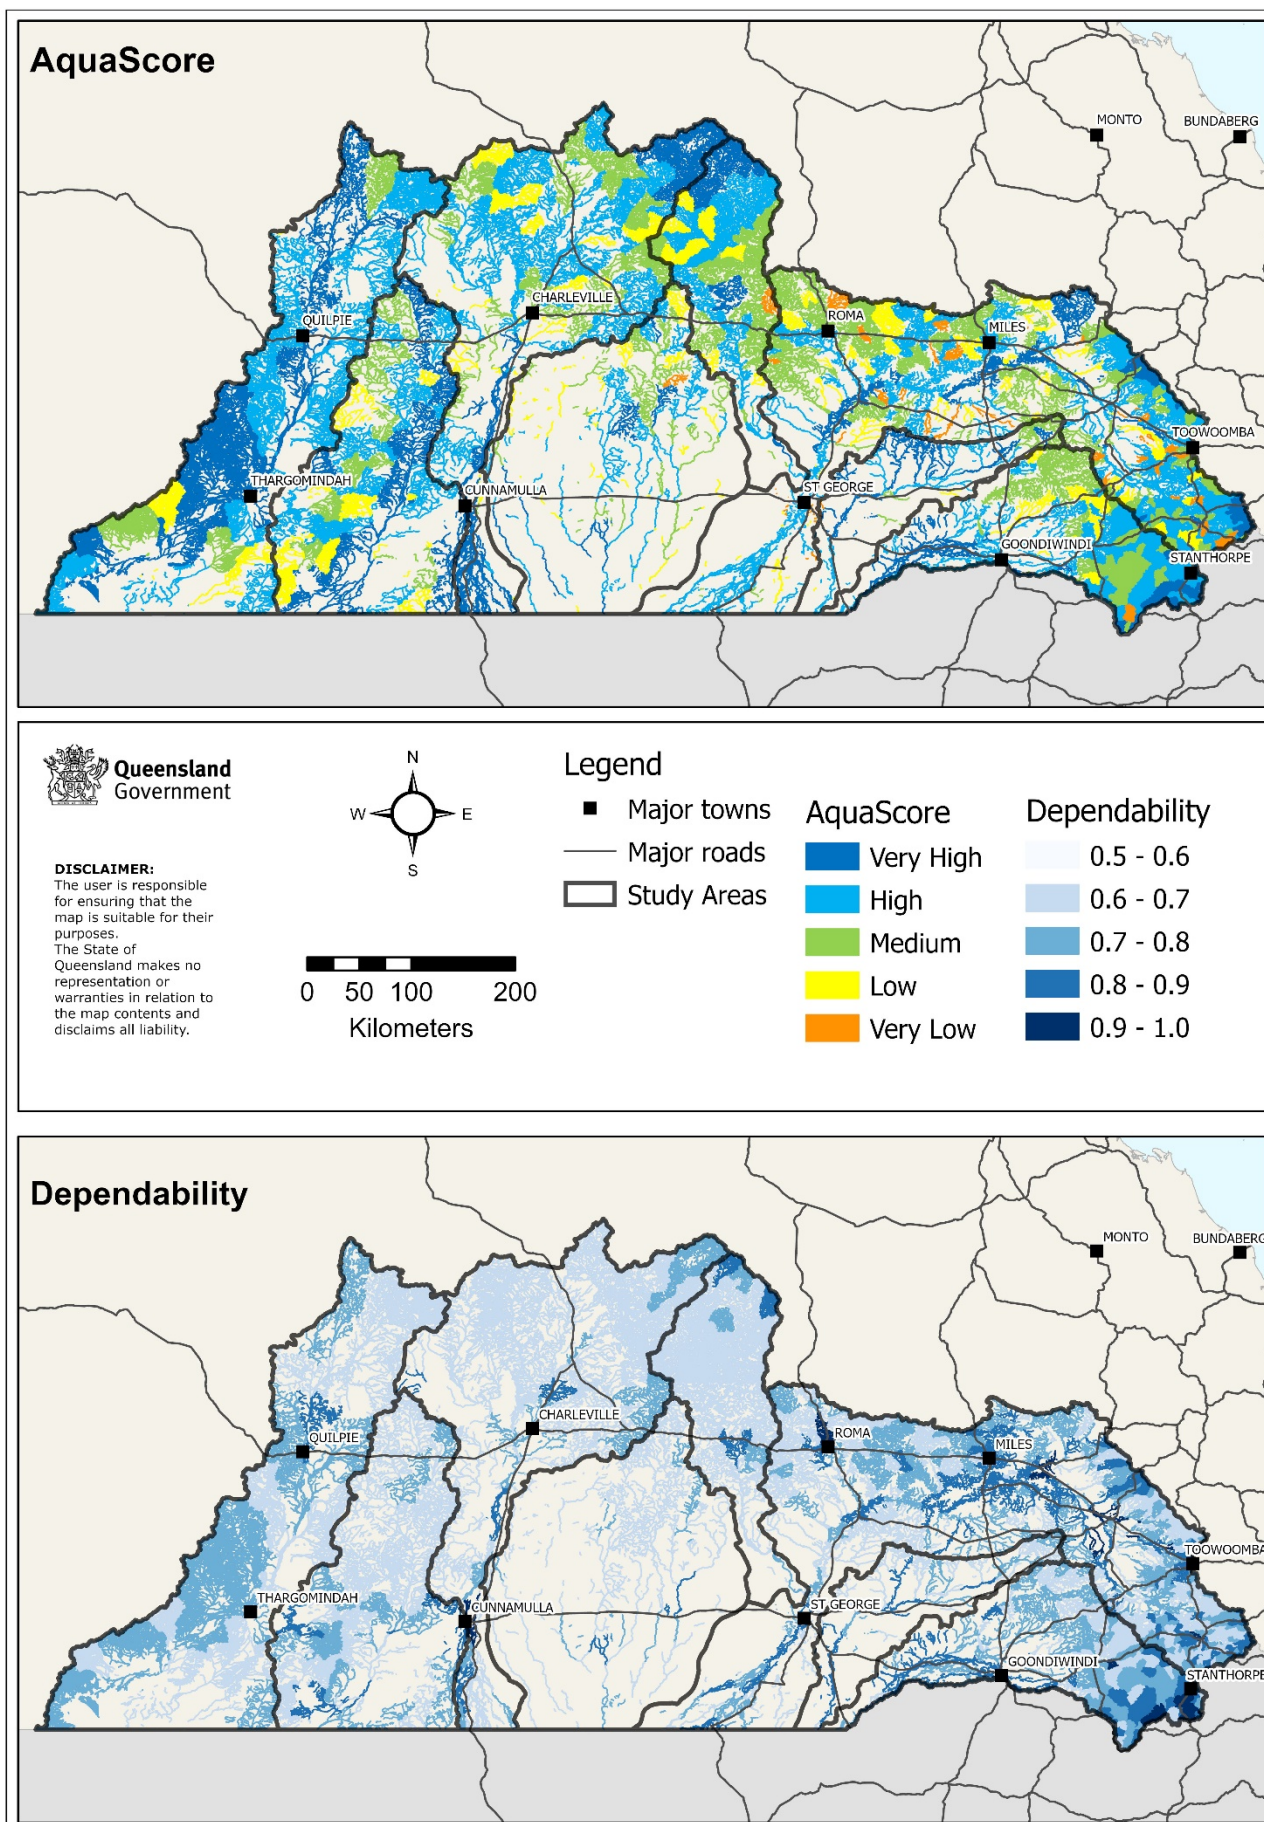 AquaScore
MONTO
BUNDABERG
CHARLEVILLE
QUILPIE
ROMA
MILES
TOOWOOMBA
THARGOMINDAH
CUNNAMULLA
ST GEORGE
GOONDIWINDI
STANTHORPE
Queensland
Government
DISCLAIMER:
The user is responsible
for ensuring that the
map is suitable for their
purposes.
The State of
Queensland makes no
representation or
warranties in relation to
the map contents and
disclaims all liability.
N
W
E
S
0 50 100 200
Kilometers
Legend
Major towns
Major roads
Study Areas
AquaScore
Very High
High
Medium
Low
Very Low
Dependability
0.5 - 0.6
0.6 - 0.7
0.7 - 0.8
0.8 - 0.9
0.9 - 1.0
Dependability
MONTO
BUNDABERG
CHARLEVILLE
QUILPIE
ROMA
MILES
TOOWOOMBA
THARGOMINDAH
CUNNAMULLA
ST GEORGE
GOONDIWINDI
STANTHORPE